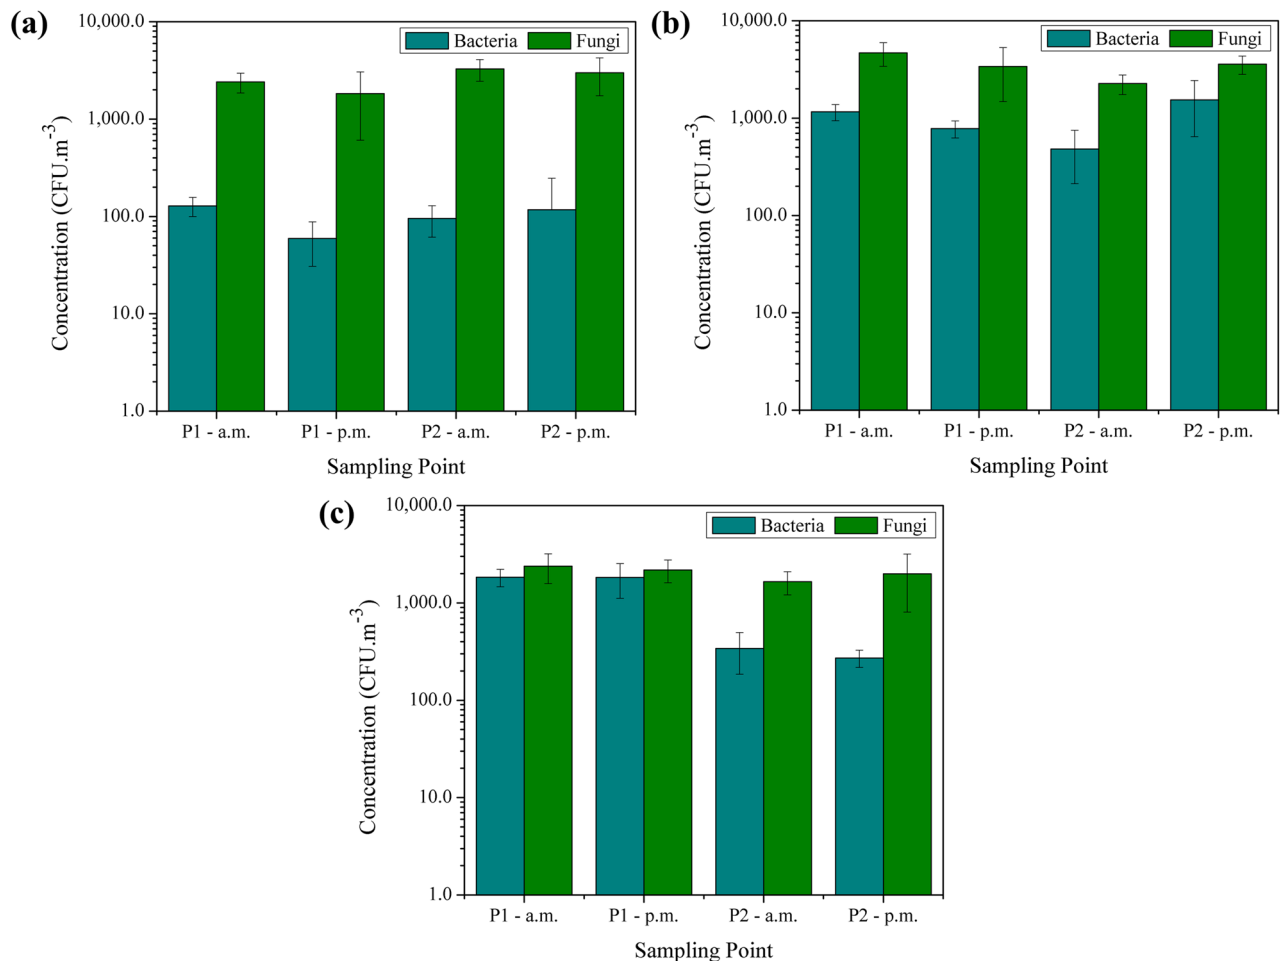 (a)
10,000.0
1,000.0
100.0
10.0
1.0
Concentration (CFU.m-3)
Bacteria
Fungi
P1 - a.m.
P1 - p.m.
P2 - a.m.
P2 - p.m.
Sampling Point
(b)
10,000.0
1,000.0
100.0
10.0
1.0
Concentration (CFU.m-3)
Bacteria
Fungi
P1 - a.m.
P1 - p.m.
P2 - a.m.
P2 - p.m.
Sampling Point
(c)
10,000.0
1,000.0
100.0
10.0
1.0
Concentration (CFU.m-3)
Bacteria
Fungi
P1 - a.m.
P1 - p.m.
P2 - a.m.
P2 - p.m.
Sampling Point